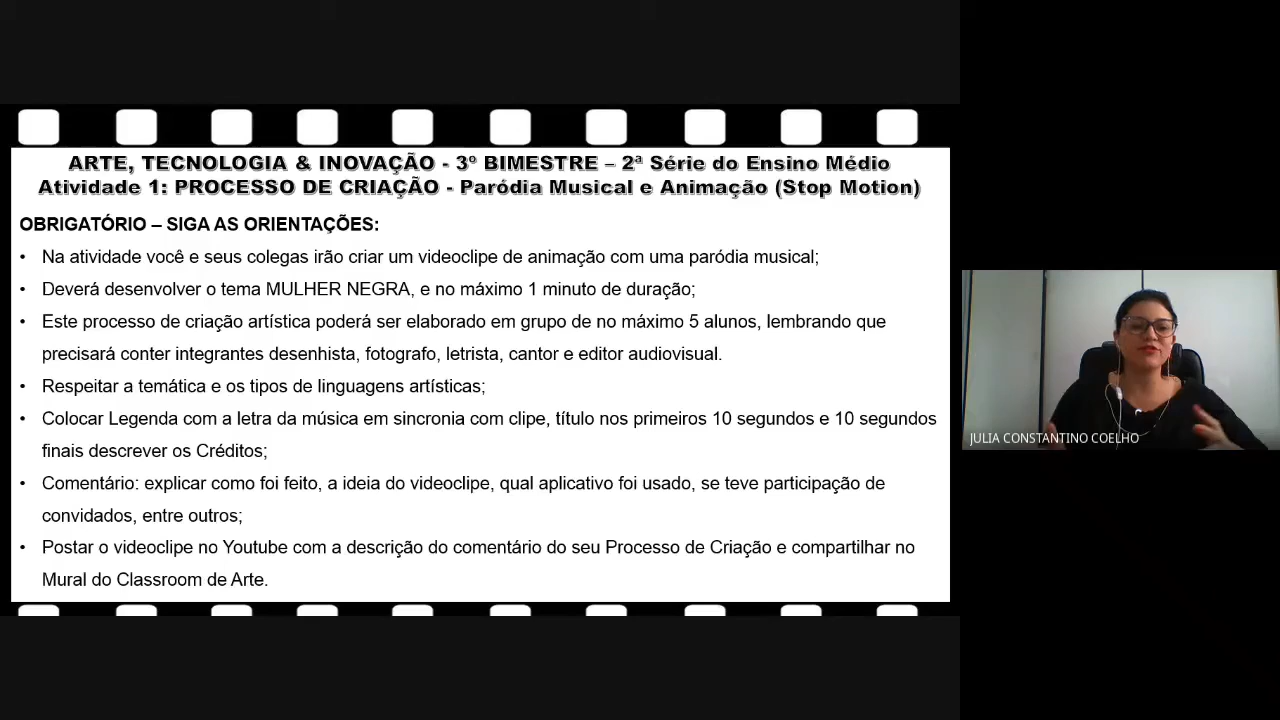 ARTE, TECNOLOGIA & INOVAÇÃO - 3º BIMESTRE – 2ª Série do Ensino Médio
Atividade 1: PROCESSO DE CRIAÇÃO - Paródia Musical e Animação (Stop Motion)
OBRIGATÓRIO – SIGA AS ORIENTAÇÕES:
• Na atividade você e seus colegas irão criar um videoclipe de animação com uma paródia musical;
• Deverá desenvolver o tema MULHER NEGRA, e no máximo 1 minuto de duração;
• Este processo de criação artística poderá ser elaborado em grupo de no máximo 5 alunos, lembrando que
precisará conter integrantes desenhista, fotografo, letrista, cantor e editor audiovisual.
• Respeitar a temática e os tipos de linguagens artísticas;
• Colocar Legenda com a letra da música em sincronia com clipe, título nos primeiros 10 segundos e 10 segundos
finais descrever os Créditos;
• Comentário: explicar como foi feito, a ideia do videoclipe, qual aplicativo foi usado, se teve participação de
convidados, entre outros;
• Postar o videoclipe no Youtube com a descrição do comentário do seu Processo de Criação e compartilhar no
Mural do Classroom de Arte.
JULIA CONSTANTINO COELHO